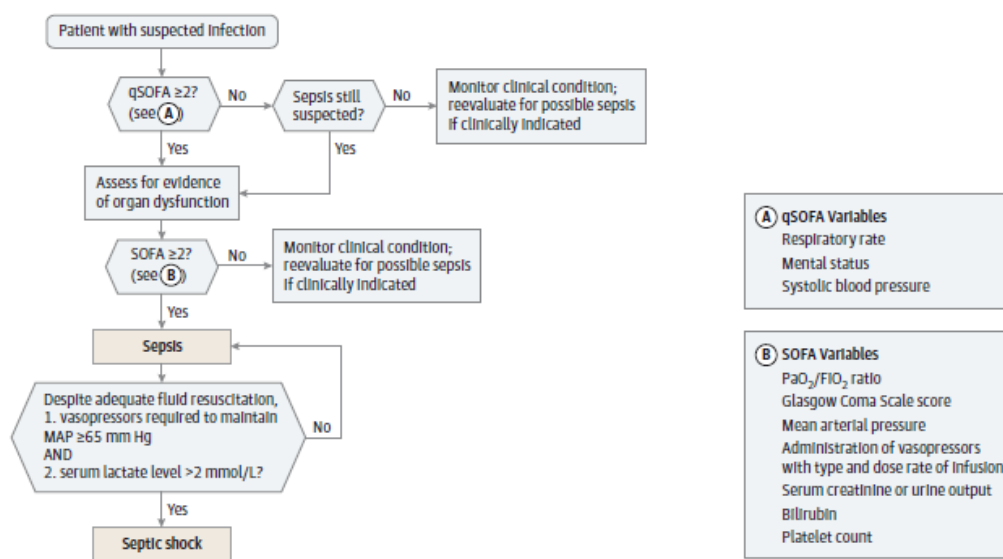 Patient with suspected infection
qSOFA ≥2?
(see A)
No
Sepsis still
suspected?
No
Monitor clinical condition;
reevaluate for possible sepsis
if clinically indicated
Yes
Yes
Assess for evidence
of organ dysfunction
SOFA ≥2?
(see B)
No
Monitor clinical condition;
reevaluate for possible sepsis
if clinically indicated
Yes
Sepsis
Despite adequate fluid resuscitation,
1. vasopressors required to maintain
MAP ≥65 mm Hg
AND
2. serum lactate level >2 mmol/L?
No
Yes
Septic shock
A qSOFA Variables
Respiratory rate
Mental status
Systolic blood pressure
B SOFA Variables
PaO₂/FiO₂ ratio
Glasgow Coma Scale score
Mean arterial pressure
Administration of vasopressors
with type and dose rate of infusion
Serum creatinine or urine output
Bilirubin
Platelet count